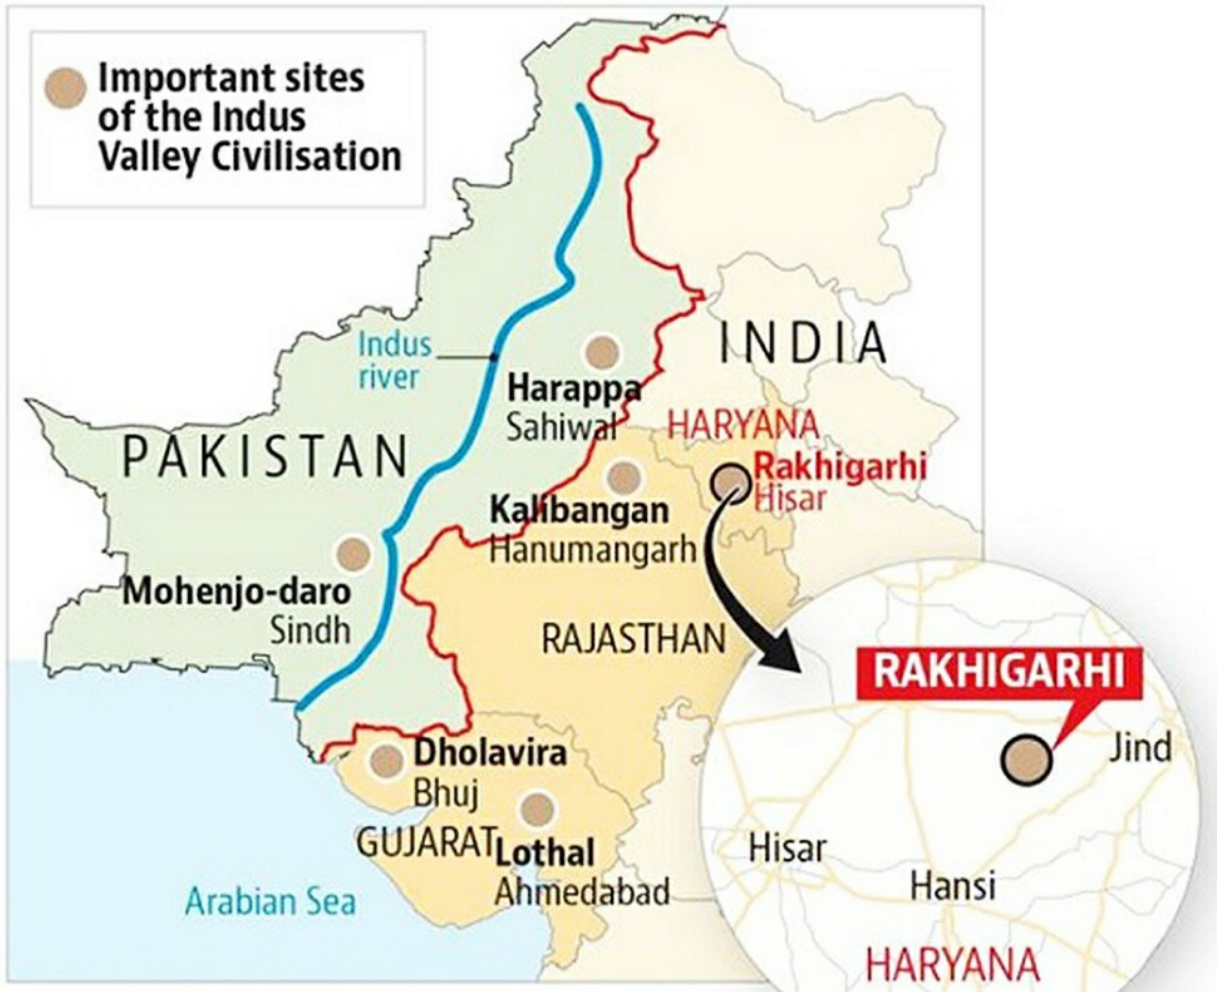 Important sites
of the Indus
Valley Civilisation
INDIA
Indus
river
Harappa
Sahiwal
PAKISTAN
HARYANA
Rakhigarhi
Hisar
Kalibangan
Hanumangarh
Mohenjo-daro
Sindh
RAJASTHAN
RAKHIGARHI
Jind
Dholavira
Bhuj
GUJARAT
Lothal
Ahmedabad
Hisar
Hansi
Arabian Sea
HARYANA